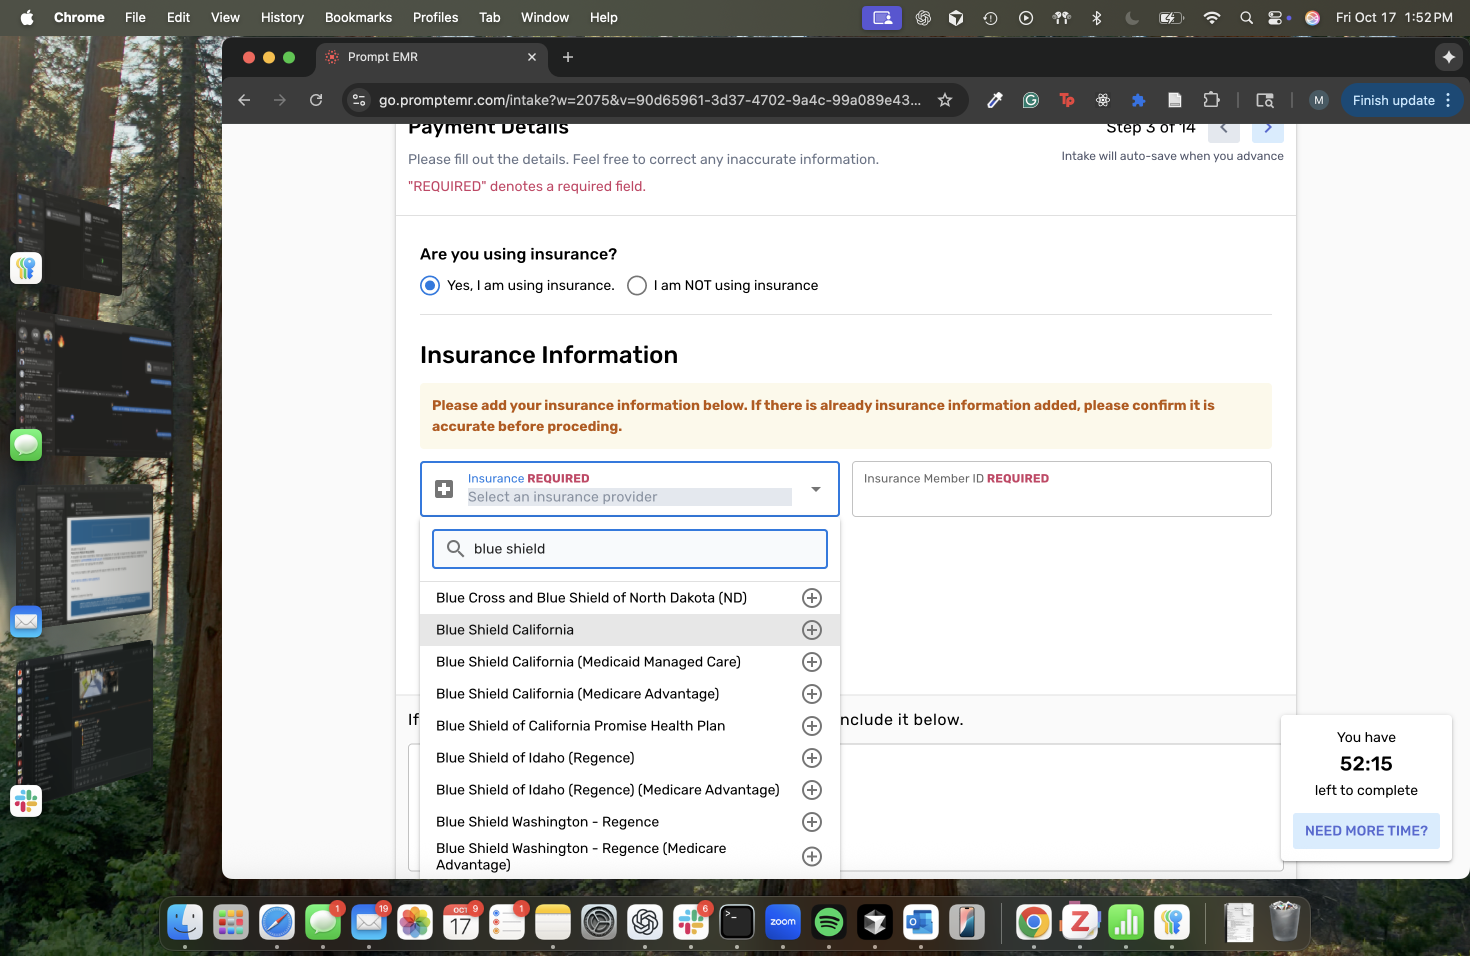 Chrome File Edit View History Bookmarks Profiles Tab Window Help
Fri Oct 17 1:52 PM
Prompt EMR
go.promptemr.com/intake?w=2075&v=90d65961-3d37-4702-9a4c-99a089e43...
M
Finish update
Payment Details
Step 3 of 14
Please fill out the details. Feel free to correct any inaccurate information.
Intake will auto-save when you advance
"REQUIRED" denotes a required field.
Are you using insurance?
Yes, I am using insurance.
I am NOT using insurance
Insurance Information
Please add your insurance information below. If there is already insurance information added, please confirm it is
accurate before proceding.
Insurance REQUIRED
Select an insurance provider
Insurance Member ID REQUIRED
blue shield
Blue Cross and Blue Shield of North Dakota (ND)
Blue Shield California
Blue Shield California (Medicaid Managed Care)
Blue Shield California (Medicare Advantage)
Blue Shield of California Promise Health Plan
Blue Shield of Idaho (Regence)
Blue Shield of Idaho (Regence) (Medicare Advantage)
Blue Shield Washington - Regence
Blue Shield Washington - Regence (Medicare
Advantage)
If
nclude it below.
You have
52:15
left to complete
NEED MORE TIME?
1
19
OCT
17
9
1
6
zoom